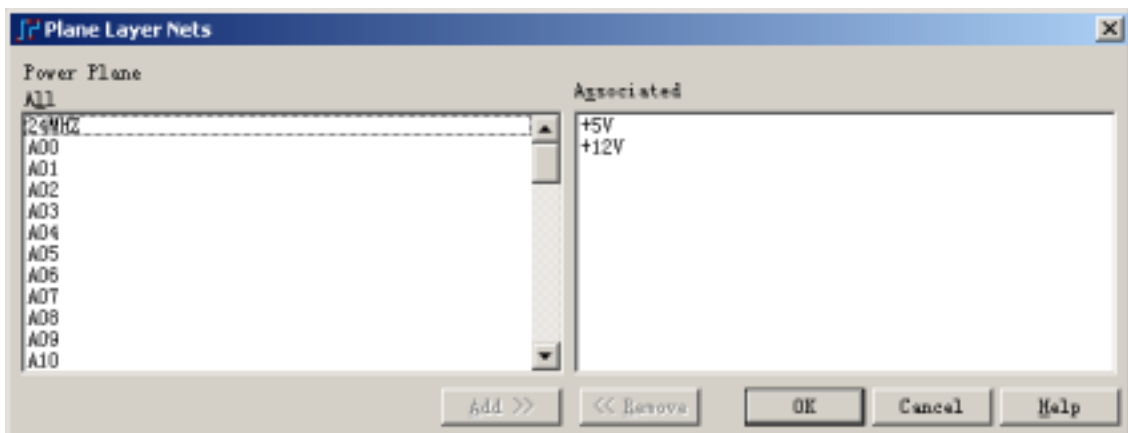 Plane Layer Nets
Power Plane
All
Associated
24MHZ
A00
A01
A02
A03
A04
A05
A06
A07
A08
A09
A10
+5V
+12V
Add >>
<< Remove
OK
Cancel
Help